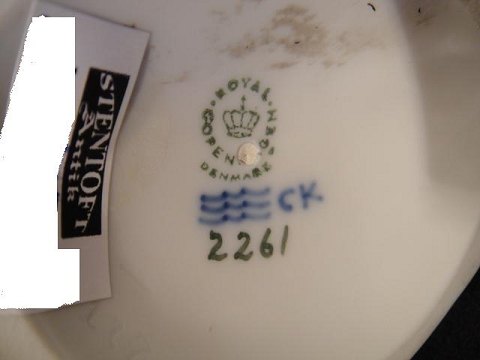 STENTOFT
Antik
ROYAL
COPENHAGEN
DENMARK
CK
2261